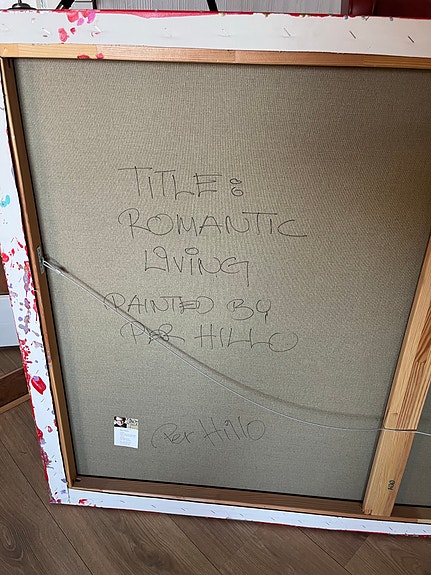 TITLE:
ROMANTIC
LIVING
PAINTED BY
PER HILLO
Per Hillo